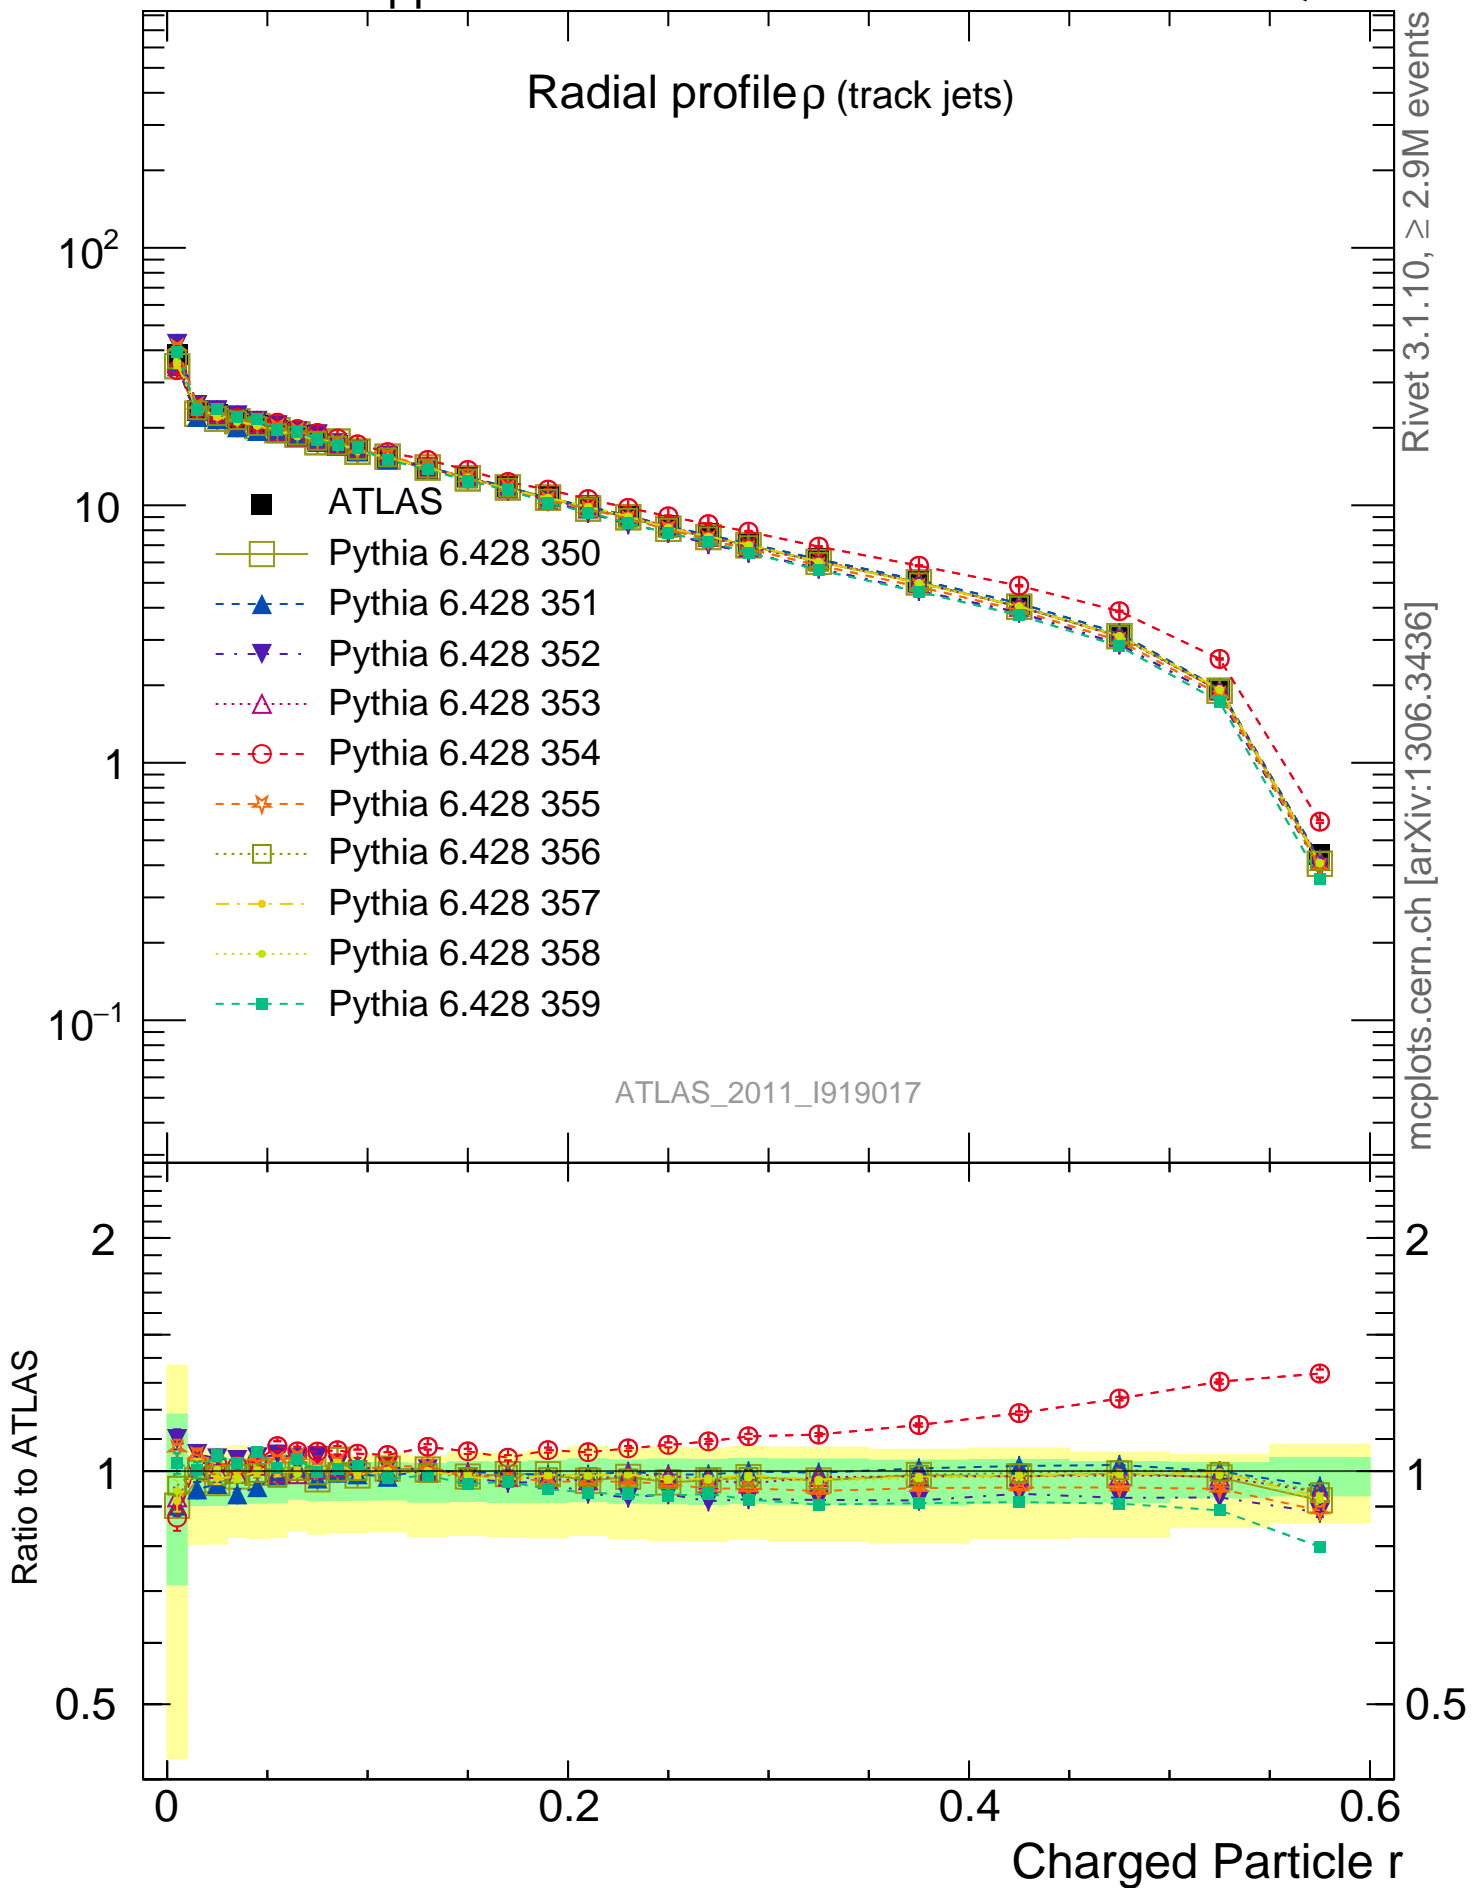 Radial profile ρ (track jets)
10²
10
1
10⁻¹
ATLAS
Pythia 6.428 350
Pythia 6.428 351
Pythia 6.428 352
Pythia 6.428 353
Pythia 6.428 354
Pythia 6.428 355
Pythia 6.428 356
Pythia 6.428 357
Pythia 6.428 358
Pythia 6.428 359
ATLAS_2011_I919017
Rivet 3.1.10, ≥ 2.9M events
mcplots.cern.ch [arXiv:1306.3436]
Ratio to ATLAS
2
1
0.5
2
1
0.5
0
0.2
0.4
0.6
Charged Particle r